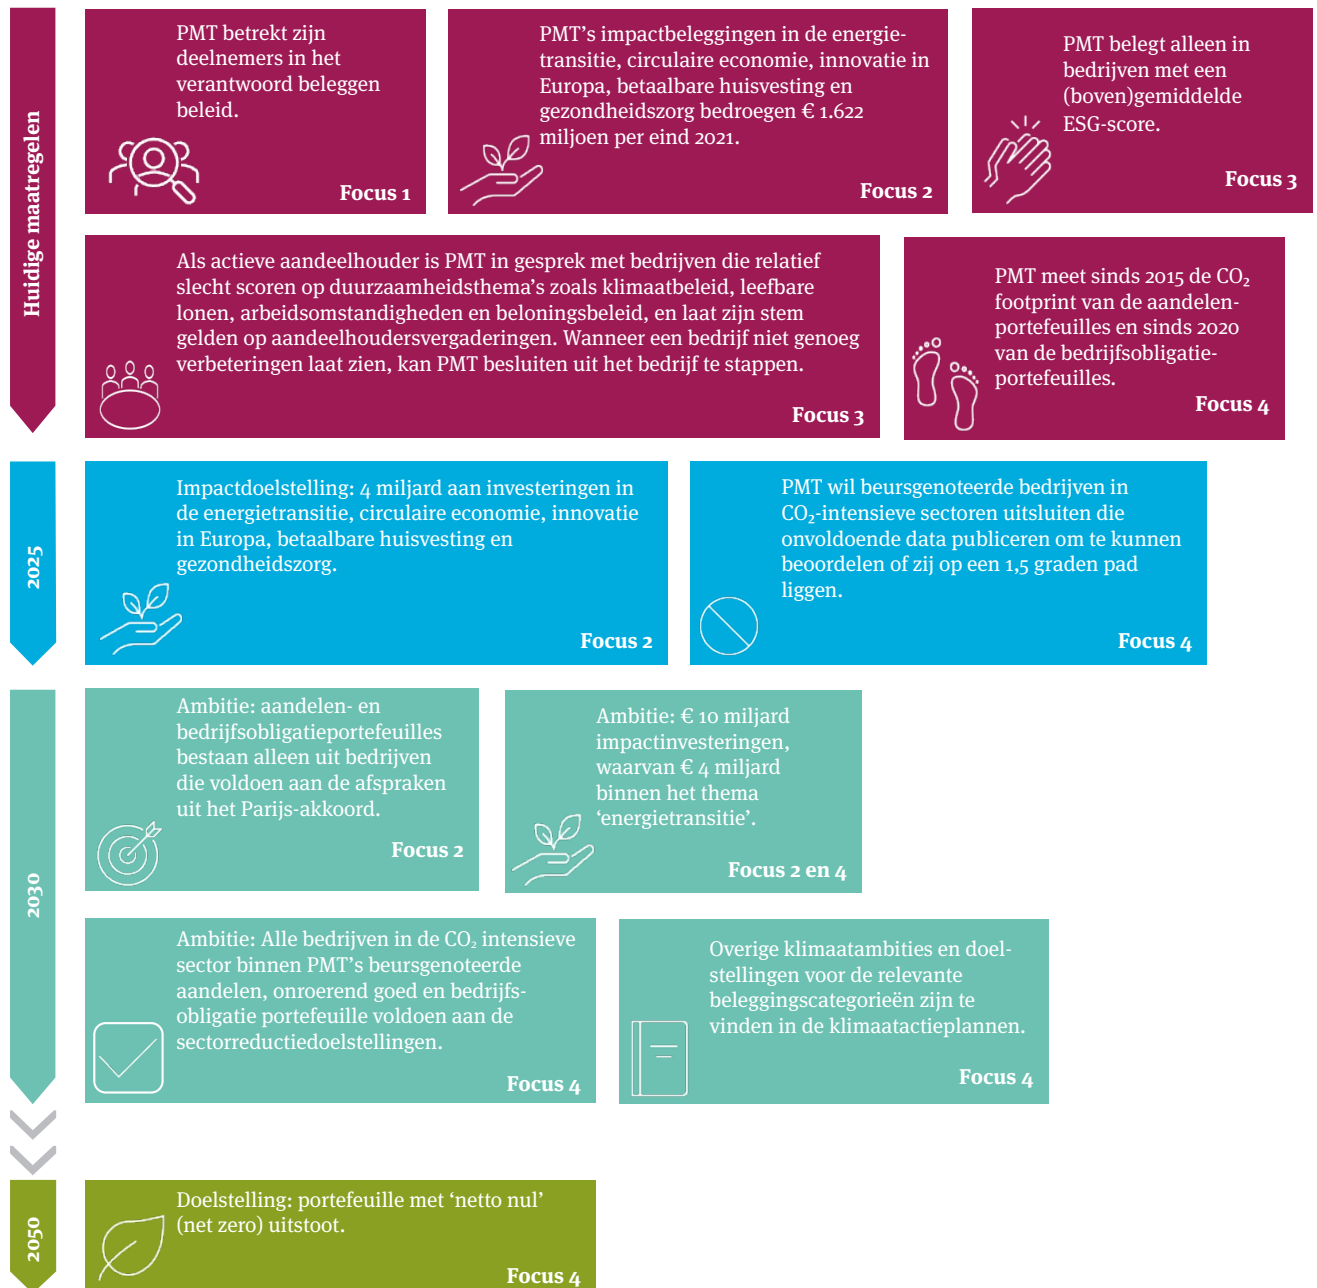 Huidige maatregelen
PMT betrekt zijn
deelnemers in het
verantwoord beleggen
beleid.
Focus 1
PMT’s impactbeleggingen in de energie-
transitie, circulaire economie, innovatie in
Europa, betaalbare huisvesting en
gezondheidszorg bedroegen € 1.622
miljoen per eind 2021.
Focus 2
PMT belegt alleen in
bedrijven met een
(boven)gemiddelde
ESG-score.
Focus 3
Als actieve aandeelhouder is PMT in gesprek met bedrijven die relatief
slecht scoren op duurzaamheidsthema’s zoals klimaatbeleid, leefbare
lonen, arbeidsomstandigheden en beloningsbeleid, en laat zijn stem
gelden op aandeelhoudersvergaderingen. Wanneer een bedrijf niet genoeg
verbeteringen laat zien, kan PMT besluiten uit het bedrijf te stappen.
Focus 3
PMT meet sinds 2015 de CO₂
footprint van de aandelen-
portefeuilles en sinds 2020
van de bedrijfsobligatie-
portefeuilles.
Focus 4
2025
Impactdoelstelling: 4 miljard aan investeringen in
de energietransitie, circulaire economie, innovatie
in Europa, betaalbare huisvesting en
gezondheidszorg.
Focus 2
PMT wil beursgenoteerde bedrijven in
CO₂-intensieve sectoren uitsluiten die
onvoldoende data publiceren om te kunnen
beoordelen of zij op een 1,5 graden pad
liggen.
Focus 4
2030
Ambitie: aandelen- en
bedrijfsobligatieportefeuilles
bestaan alleen uit bedrijven
die voldoen aan de afspraken
uit het Parijs-akkoord.
Focus 2
Ambitie: € 10 miljard
impactinvesteringen,
waarvan € 4 miljard
binnen het thema
‘energietransitie’.
Focus 2 en 4
Ambitie: Alle bedrijven in de CO₂ intensieve
sector binnen PMT’s beursgenoteerde
aandelen, onroerend goed en bedrijfs-
obligatie portefeuille voldoen aan de
sectorreductiedoelstellingen.
Focus 4
Overige klimaatambities en doel-
stellingen voor de relevante
beleggingscategorieën zijn te
vinden in de klimaatactieplannen.
Focus 4
2050
Doelstelling: portefeuille met ‘netto nul’
(net zero) uitstoot.
Focus 4